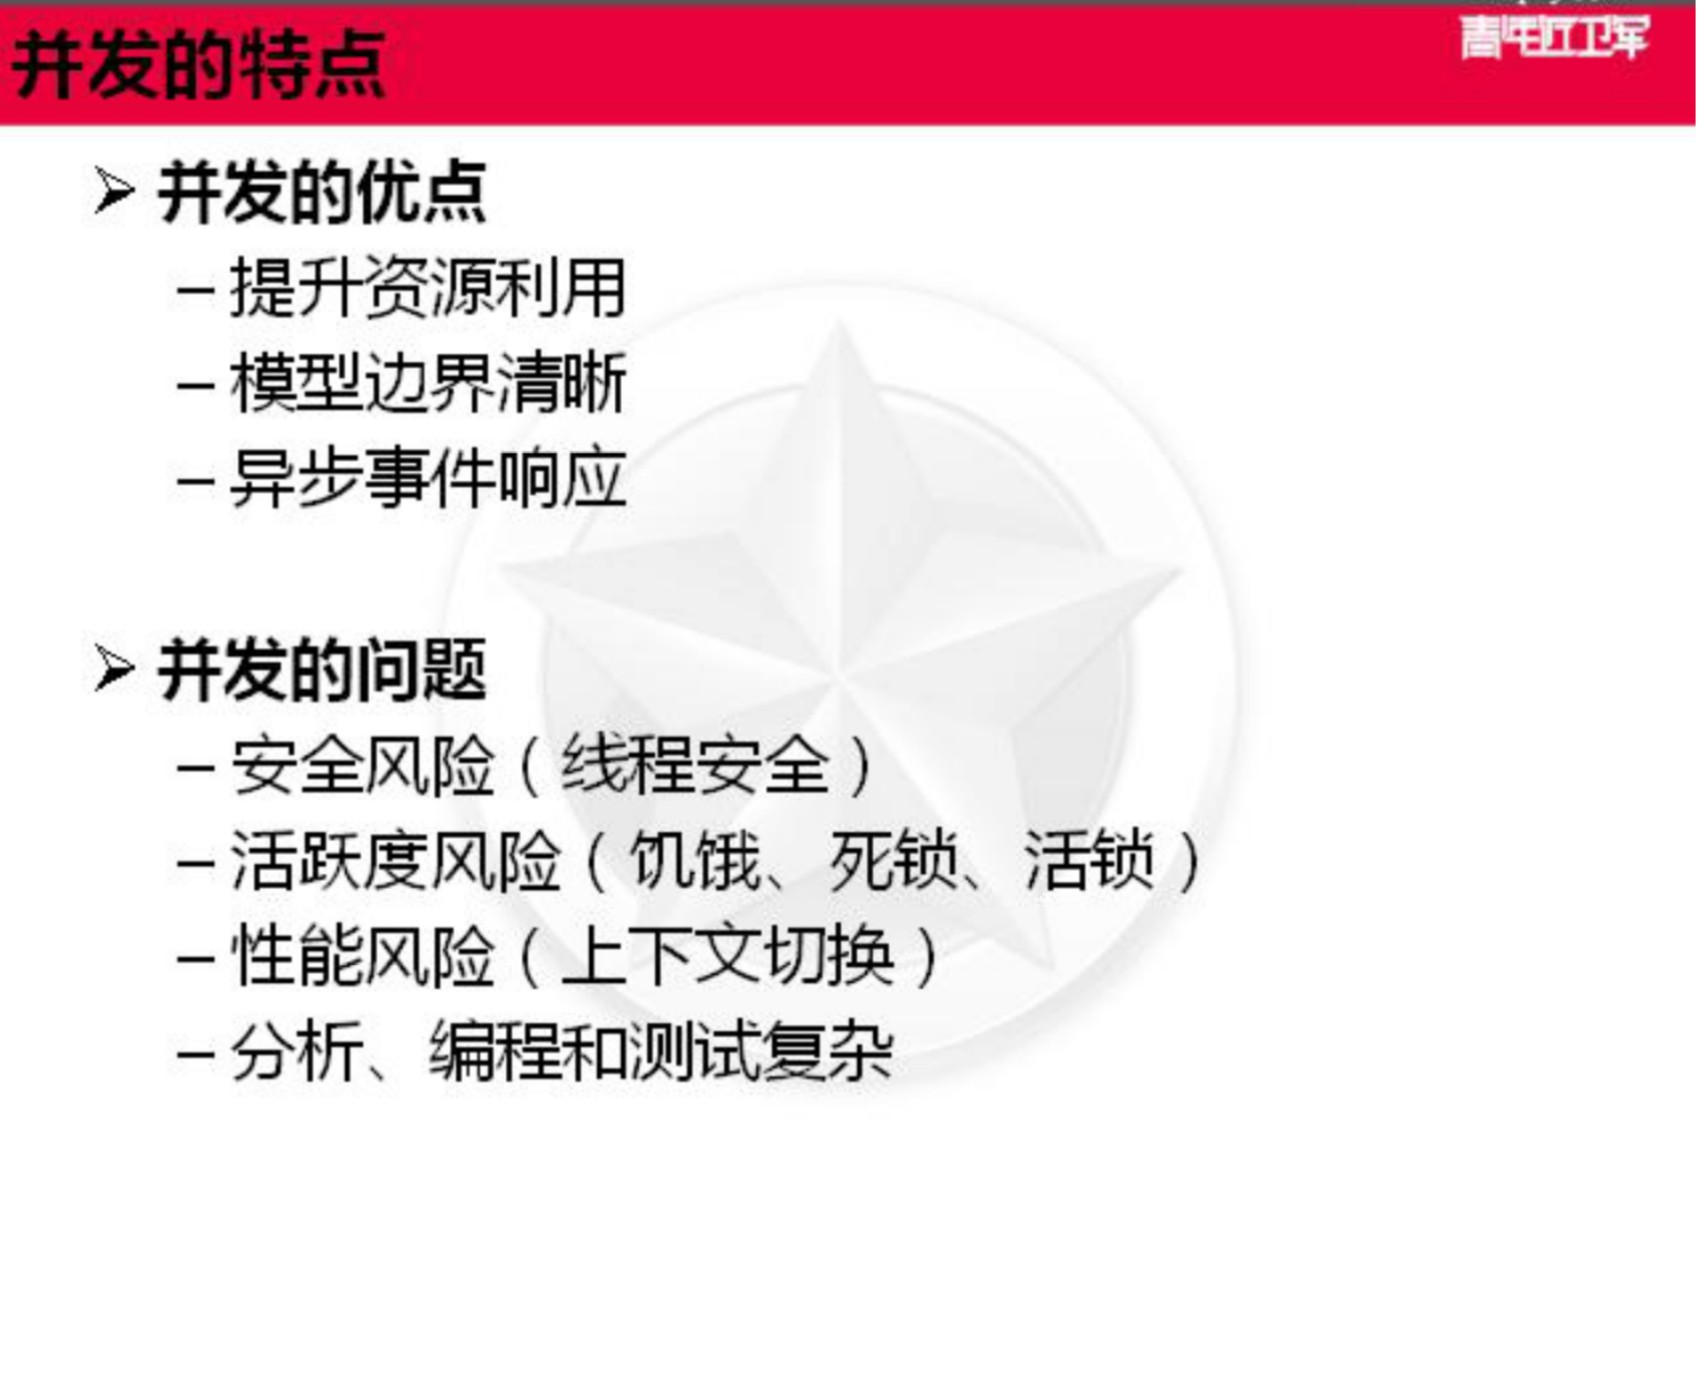 并发的特点
青年近卫军
➢ 并发的优点
– 提升资源利用
– 模型边界清晰
– 异步事件响应
➢ 并发的问题
– 安全风险（线程安全）
– 活跃度风险（饥饿、死锁、活锁）
– 性能风险（上下文切换）
– 分析、编程和测试复杂